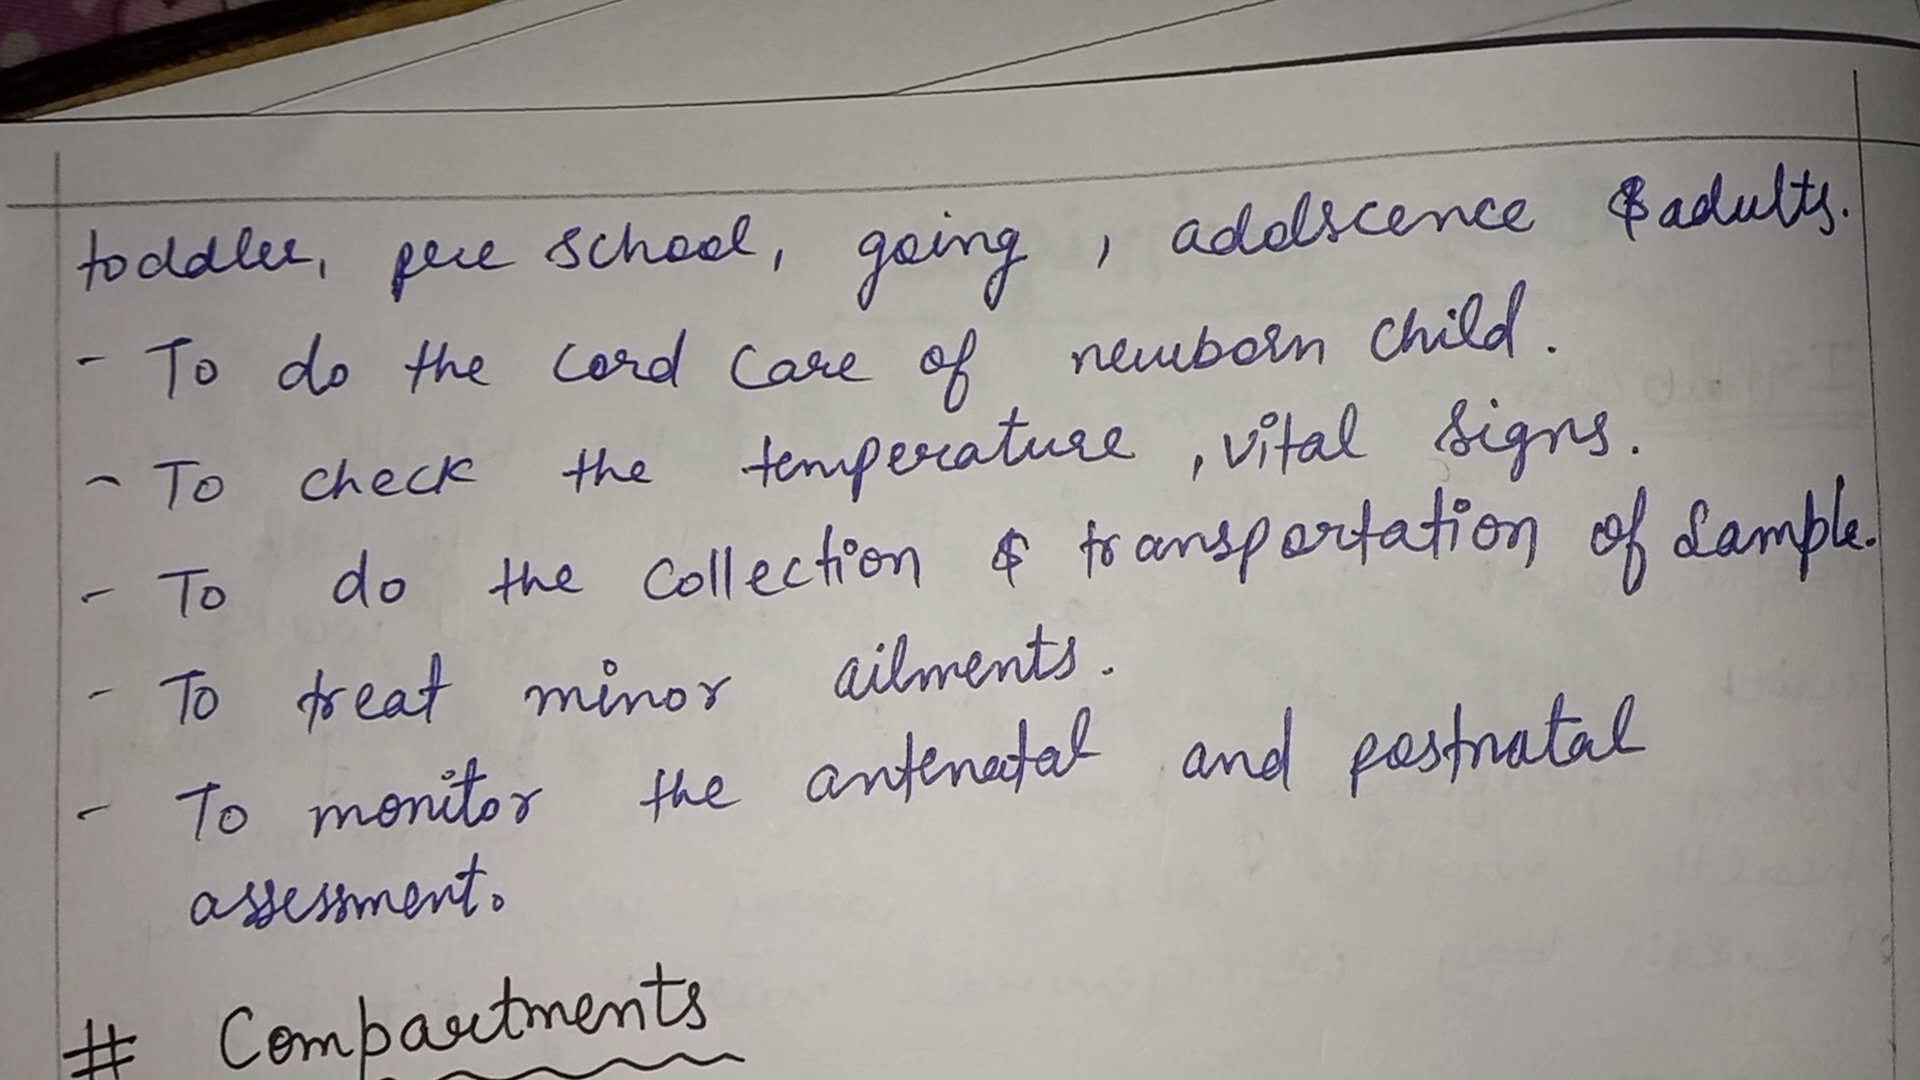 toddler, pre school, going, adolscence & adults.
- To do the cord care of newborn child.
- To check the temperature, vital signs.
- To do the collection & transportation of sample.
- To treat minor ailments.
- To monitor the antenatal and postnatal
assessment.
# Compartments